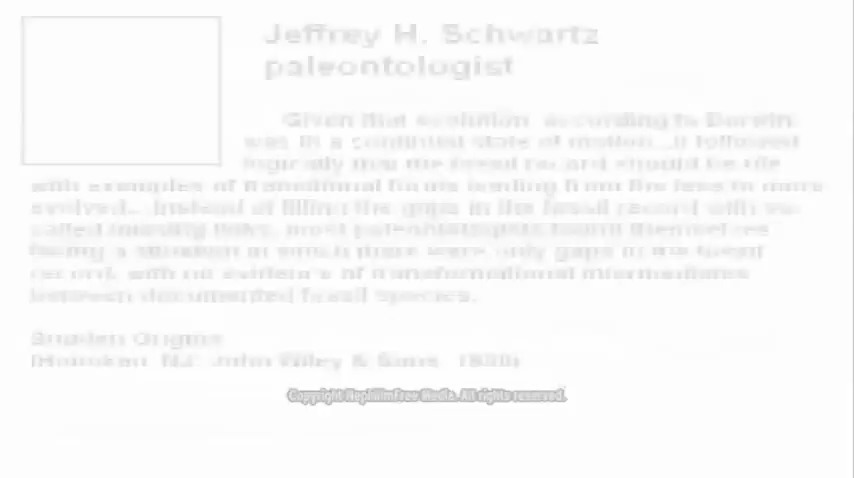 Jeffrey H. Schwartz
paleontologist
Given that evolution, according to Darwin,
was in a continual state of motion...it followed
logically that the fossil record should be rife
with examples of transitional forms leading from the less to more
evolved... Instead of filling the gaps in the fossil record with so-
called missing links, most paleontologists found themselves
facing a situation in which there were only gaps in the fossil
record, with no evidence of transformational intermediates
between documented fossil species.
Sudden Origins
(Hoboken, NJ: John Wiley & Sons,
Copyright NephilimFree Media. All rights reserved.